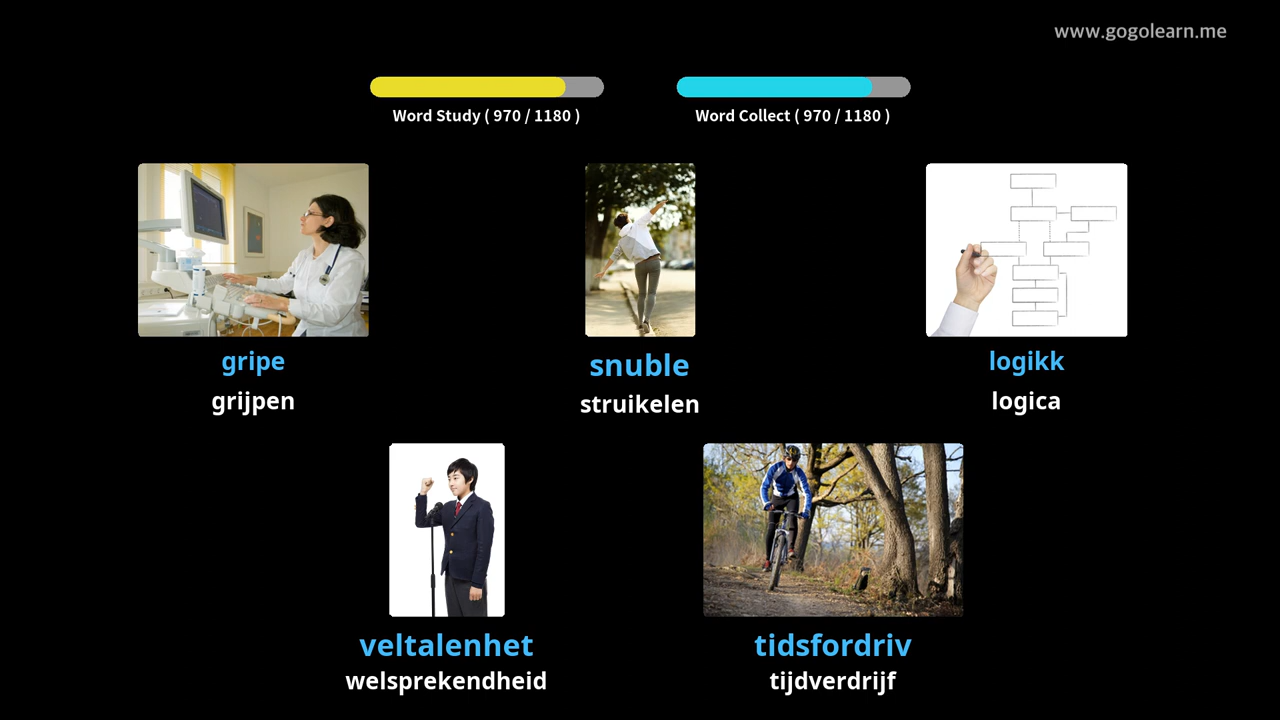 www.gogolearn.me
Word Study ( 970 / 1180 )
Word Collect ( 970 / 1180 )
gripe
grijpen
snuble
struikelen
logikk
logica
veltalenhet
welsprekendheid
tidsfordriv
tijdverdrijf